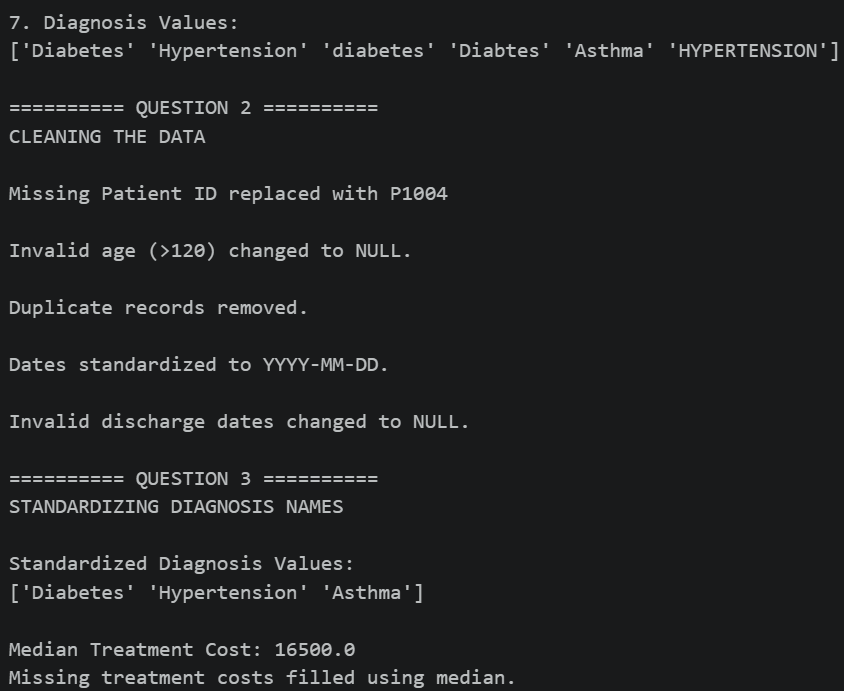 7. Diagnosis Values:
['Diabetes' 'Hypertension' 'diabetes' 'Diabtes' 'Asthma' 'HYPERTENSION']
========== QUESTION 2 ==========
CLEANING THE DATA
Missing Patient ID replaced with P1004
Invalid age (>120) changed to NULL.
Duplicate records removed.
Dates standardized to YYYY-MM-DD.
Invalid discharge dates changed to NULL.
========== QUESTION 3 ==========
STANDARDIZING DIAGNOSIS NAMES
Standardized Diagnosis Values:
['Diabetes' 'Hypertension' 'Asthma']
Median Treatment Cost: 16500.0
Missing treatment costs filled using median.